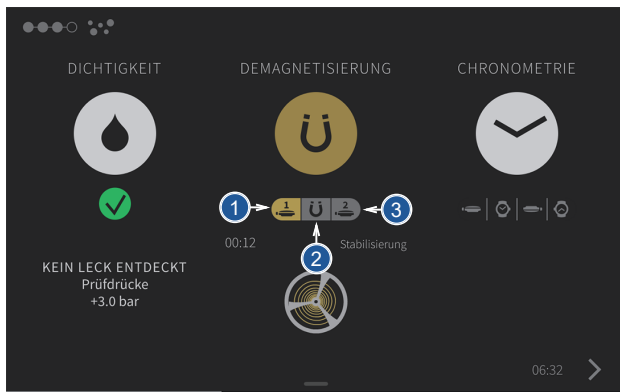 DICHTIGKEIT
DEMAGNETISIERUNG
CHRONOMETRIE
1
1
2
3
00:12
Stabilisierung
2
KEIN LECK ENTDECKT
Prüfdrücke
+3.0 bar
06:32